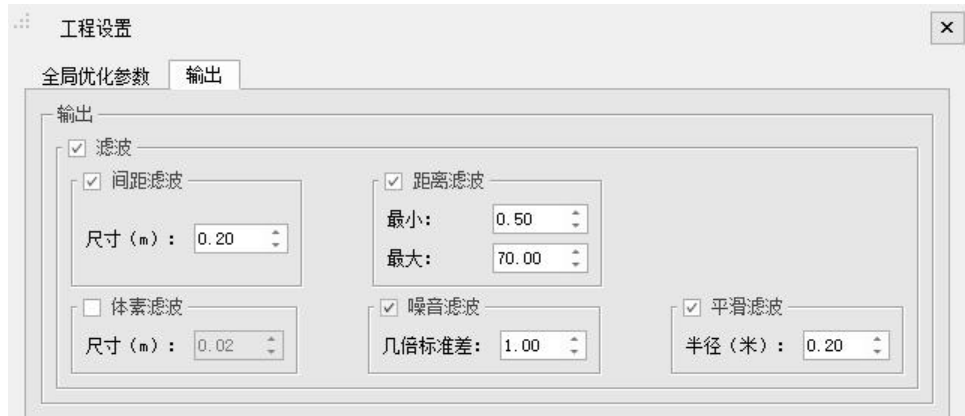 工程设置
全局优化参数 输出
输出
滤波
间距滤波 距离滤波
尺寸(m): 0.20
最小: 0.50
最大: 70.00
体素滤波 噪音滤波 平滑滤波
尺寸(m): 0.02 几倍标准差: 1.00 半径(米): 0.20